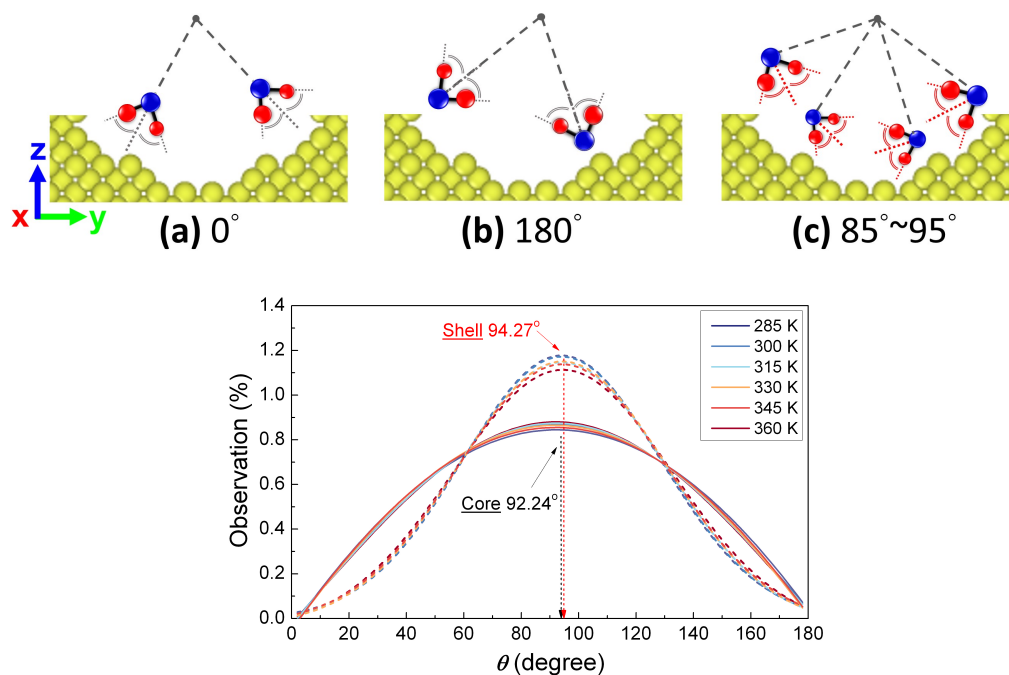 z
x
y
(a) 0°
(b) 180°
(c) 85°~95°
1.4
1.2
1.0
0.8
0.6
0.4
0.2
0.0
Observation (%)
Shell 94.27°
Core 92.24°
285 K
300 K
315 K
330 K
345 K
360 K
0 20 40 60 80 100 120 140 160 180
θ (degree)